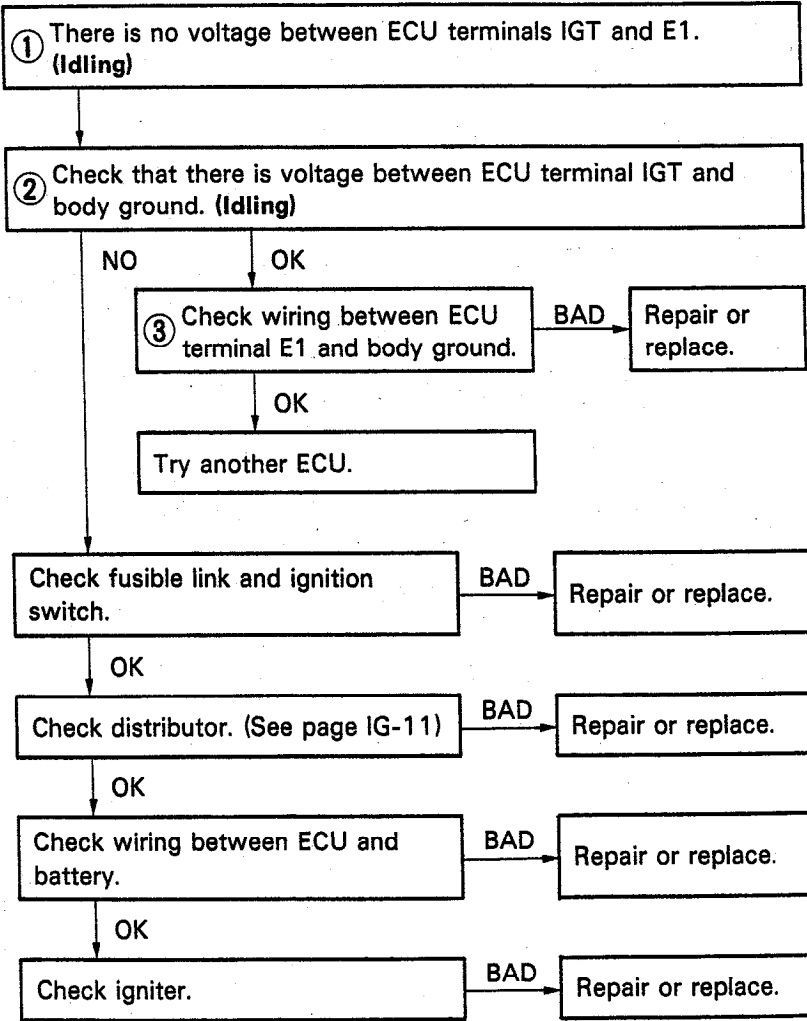 ① There is no voltage between ECU terminals IGT and E1.
(Idling)
② Check that there is voltage between ECU terminal IGT and
body ground. (Idling)
NO
OK
③ Check wiring between ECU
terminal E1 and body ground.
BAD
Repair or
replace.
OK
Try another ECU.
Check fusible link and ignition
switch.
BAD
Repair or replace.
OK
Check distributor. (See page IG-11)
BAD
Repair or replace.
OK
Check wiring between ECU and
battery.
BAD
Repair or replace.
OK
Check igniter.
BAD
Repair or replace.